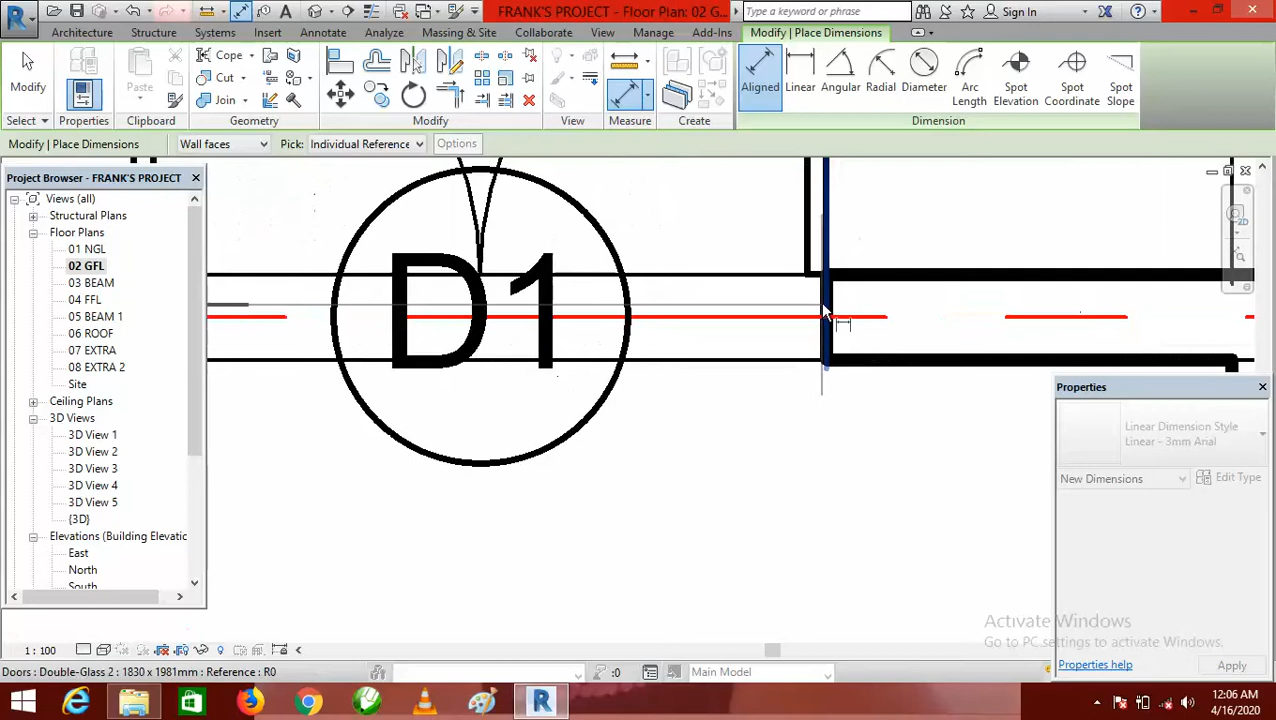 FRANK'S PROJECT - Floor Plan: 02 G...
Type a keyword or phrase
Sign In
Architecture
Structure
Systems
Insert
Annotate
Analyze
Massing & Site
Collaborate
View
Manage
Add-Ins
Modify | Place Dimensions
Modify
Paste
Cope
Cut
Join
Aligned
Linear
Angular
Radial
Diameter
Arc Length
Spot Elevation
Spot Coordinate
Spot Slope
Select
Properties
Clipboard
Geometry
Modify
View
Measure
Create
Dimension
Modify | Place Dimensions
Wall faces
Pick:
Individual Reference
Options
Project Browser - FRANK'S PROJECT
Views (all)
Structural Plans
Floor Plans
01 NGL
02 GFL
03 BEAM
04 FFL
05 BEAM 1
06 ROOF
07 EXTRA
08 EXTRA 2
Site
Ceiling Plans
3D Views
3D View 1
3D View 2
3D View 3
3D View 4
3D View 5
{3D}
Elevations (Building Elevatic
East
North
South
D1
2D
Properties
Linear Dimension Style
Linear - 3mm Arial
New Dimensions
Edit Type
Activate Windows
Go to PC settings to activate Windows.
Properties help
Apply
1 : 100
Doors : Double-Glass 2 : 1830 x 1981mm : Reference : R0
:0
Main Model
12:06 AM
4/16/2020